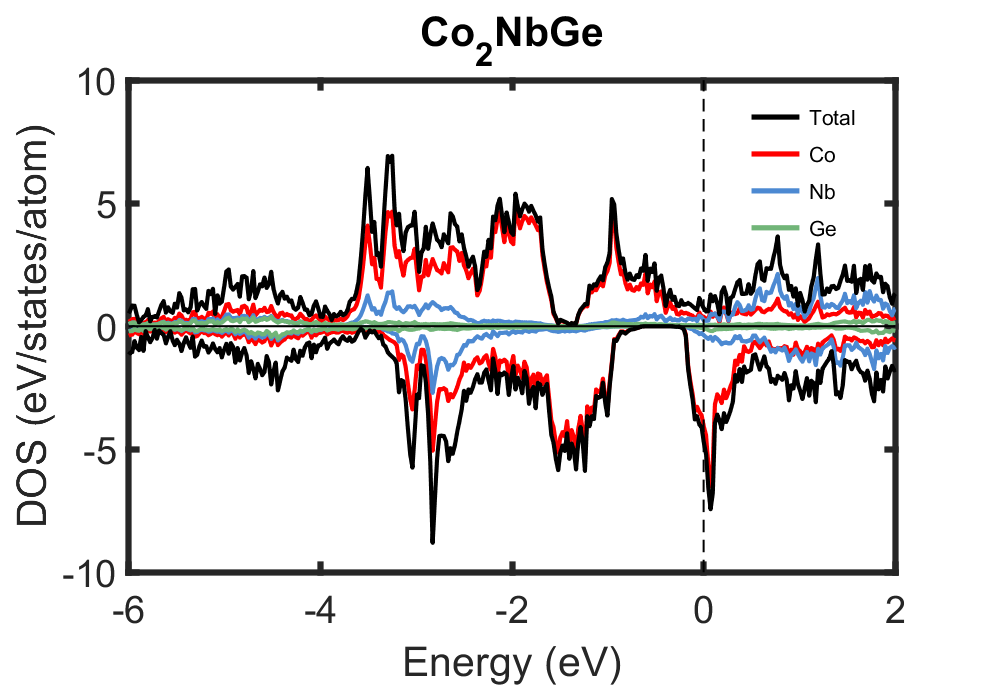 Co₂NbGe
10
5
0
-5
-10
DOS (eV/states/atom)
Total
Co
Nb
Ge
-6
-4
-2
0
2
Energy (eV)